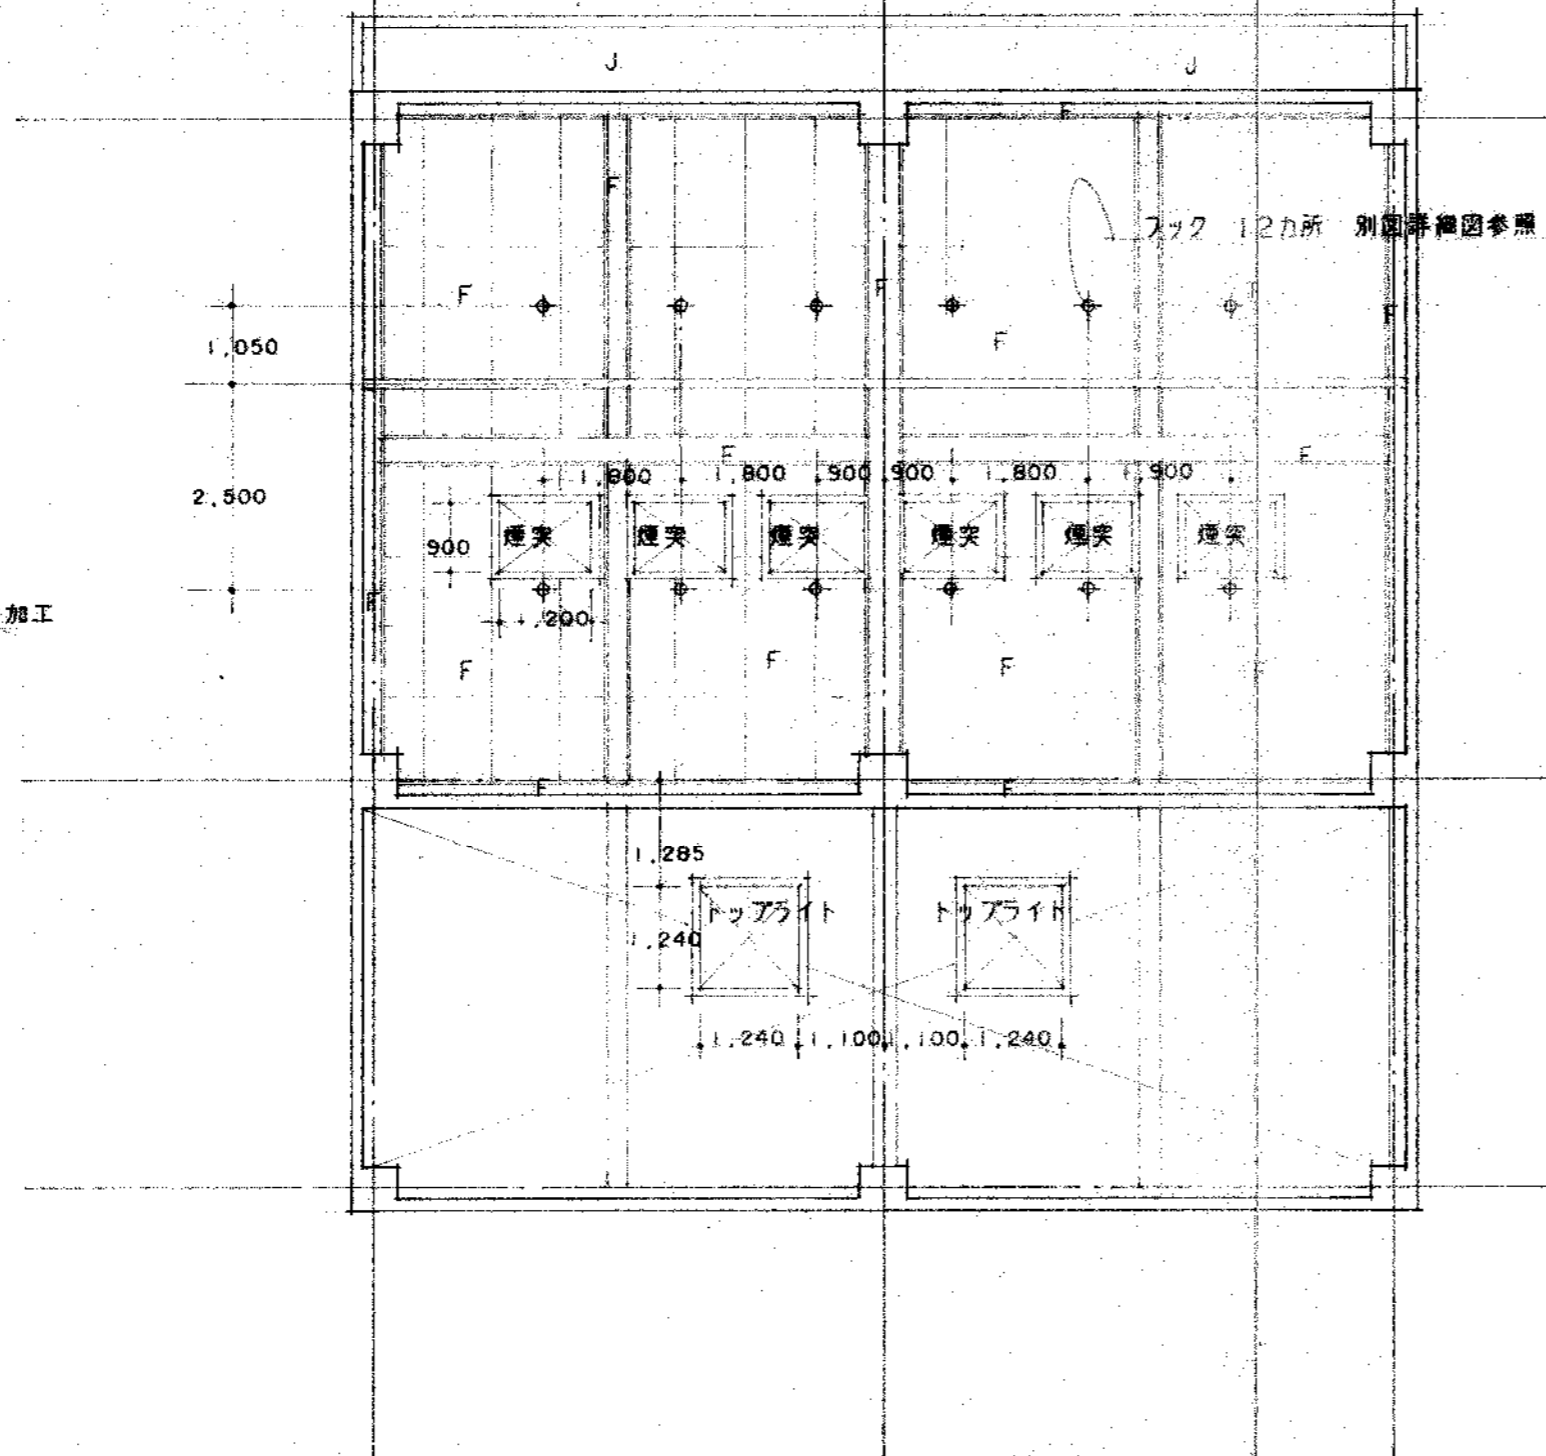 J J
F
F
フック 12カ所 別図詳細図参照
F F F
F
1,050
F F
1,800 1,800 900 900 1,800 1,900
2,500
900 煙突 煙突 煙突 煙突 煙突 煙突
F
加工
1,200
F F F F
F F
1,285
トップライト トップライト
1,240
1,240 1,100 1,100 1,240